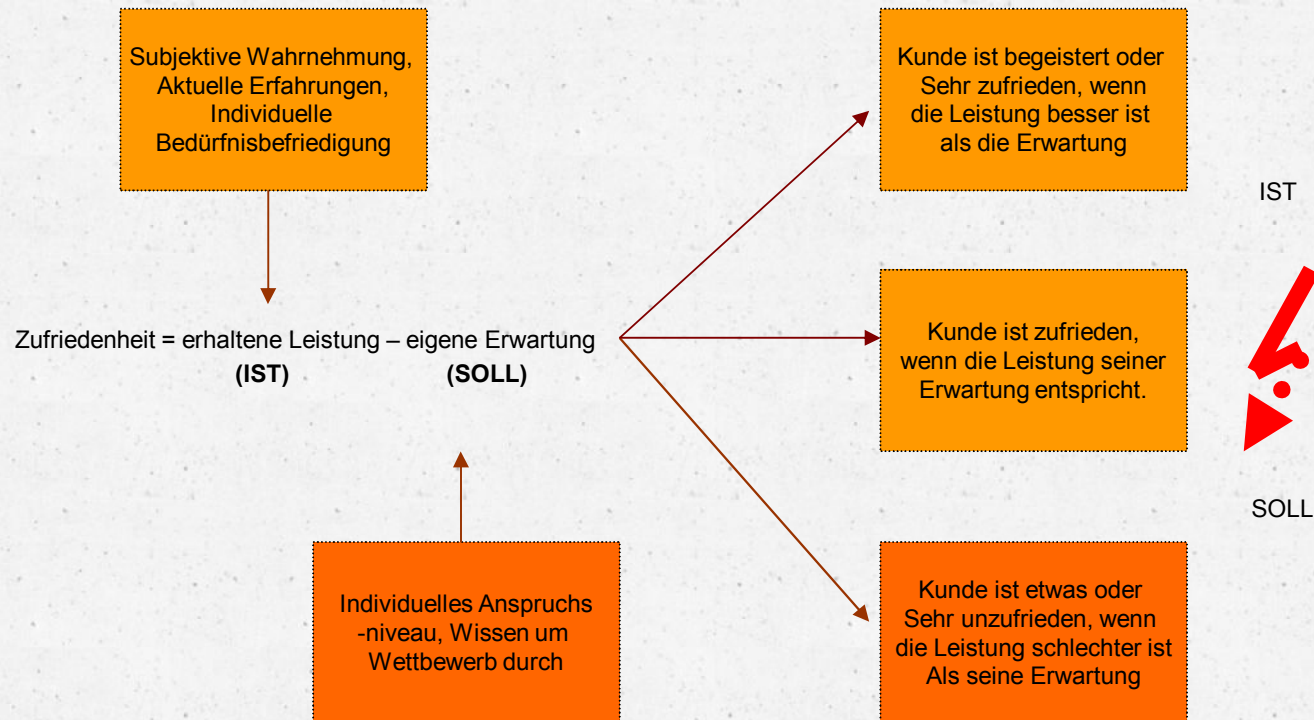 Subjektive Wahrnehmung,
Aktuelle Erfahrungen,
Individuelle
Bedürfnisbefriedigung
Zufriedenheit = erhaltene Leistung – eigene Erwartung
(IST) (SOLL)
Individuelles Anspruchs
-niveau, Wissen um
Wettbewerb durch
Kunde ist begeistert oder
Sehr zufrieden, wenn
die Leistung besser ist
als die Erwartung
Kunde ist zufrieden,
wenn die Leistung seiner
Erwartung entspricht.
Kunde ist etwas oder
Sehr unzufrieden, wenn
die Leistung schlechter ist
Als seine Erwartung
IST
SOLL